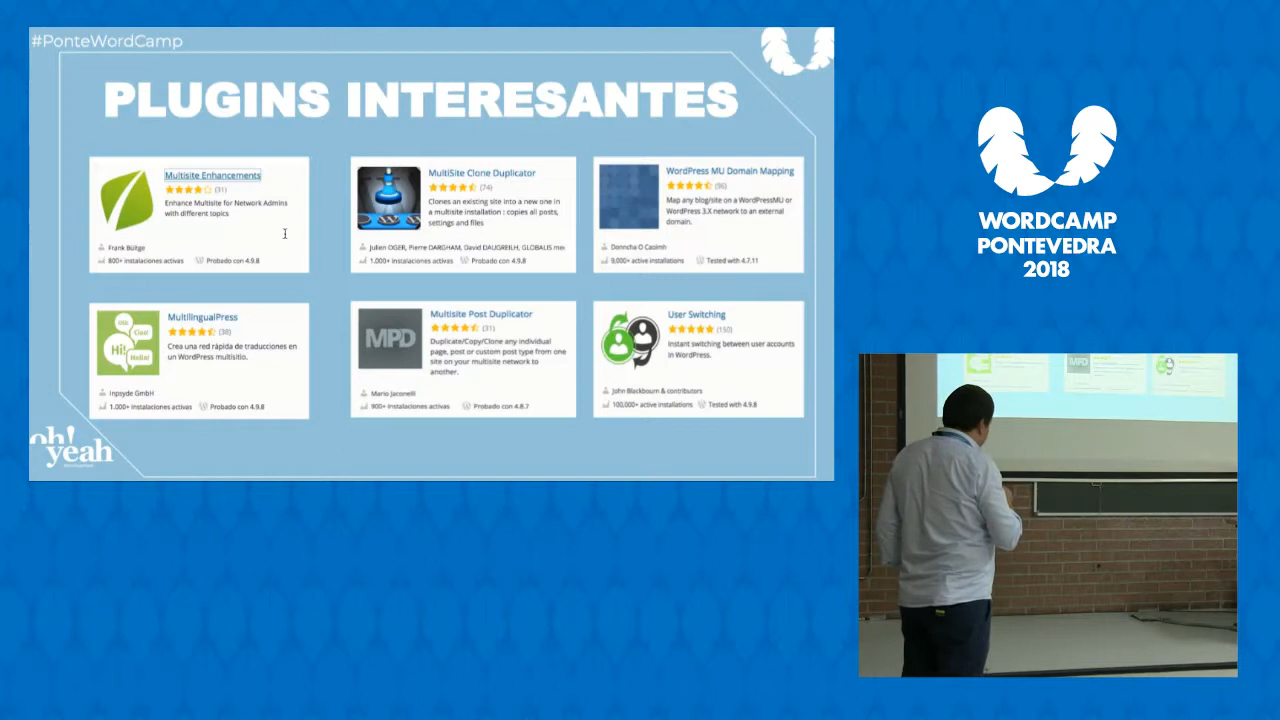 #PonteWordCamp
PLUGINS INTERESANTES
Multisite Enhancements
(31)
Enhance Multisite for Network Admins
with different topics
Frank Bültge
800+ instalaciones activas
Probado con 4.9.8
MultiSite Clone Duplicator
(74)
Clones an existing site into a new one in
a multisite installation : copies all posts,
settings and files
Julien OGER, Pierre DARGHAM, David DAUGREILH, GLOBALIS me
1.000+ instalaciones activas
Probado con 4.9.8
WordPress MU Domain Mapping
(96)
Map any blog/site on a WordPressMU or
WordPress 3.X network to an external
domain.
Donncha O Caoimh
9,000+ active installations
Tested with 4.7.11
MultilingualPress
(30)
Crea una red rápida de traducciones en
un WordPress multisitio.
Ciao!
Hi!
Hello!
Inpsyde GmbH
1.000+ instalaciones activas
Probado con 4.9.8
MPD
Multisite Post Duplicator
(31)
Duplicate/Copy/Clone any individual
page, post or custom post type from one
site on your multisite network to
another.
Mario Jaconelli
900+ instalaciones activas
Probado con 4.8.7
User Switching
(150)
Instant switching between user accounts
in WordPress.
John Blackbourn & contributors
100,000+ active installations
Tested with 4.9.8
oh!
yeah
WORDCAMP
PONTEVEDRA
2018
MPD